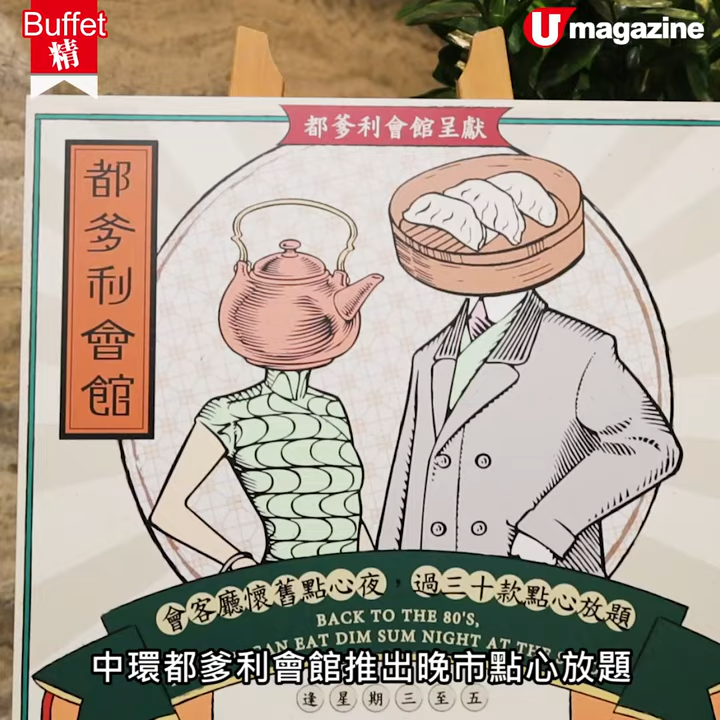 Buffet
精
U magazine
都爹利會館呈獻
都爹利會館
會客廳懷舊點心夜，過三十款點心放題
BACK TO THE 80'S,
EAT DIM SUM NIGHT AT THE
中環都爹利會館推出晚市點心放題
逢星期三至五